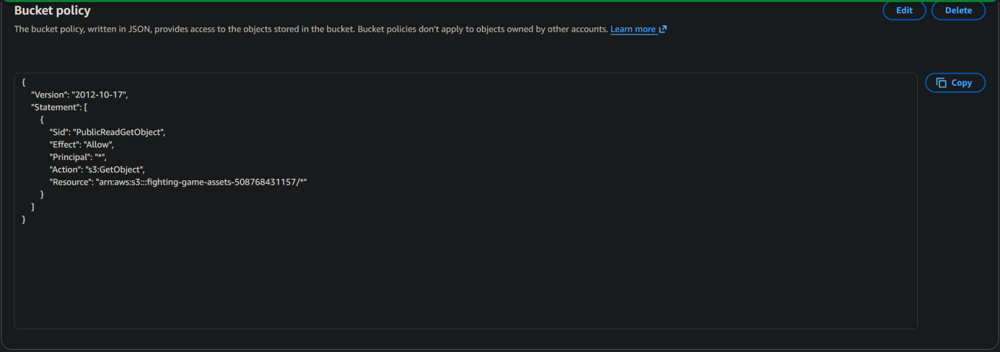 Bucket policy
Edit
Delete
The bucket policy, written in JSON, provides access to the objects stored in the bucket. Bucket policies don't apply to objects owned by other accounts. Learn more
Copy
{
"Version": "2012-10-17",
"Statement": [
{
"Sid": "PublicReadGetObject",
"Effect": "Allow",
"Principal": "*",
"Action": "s3:GetObject",
"Resource": "arn:aws:s3:::fighting-game-assets-508768431157/*"
}
]
}